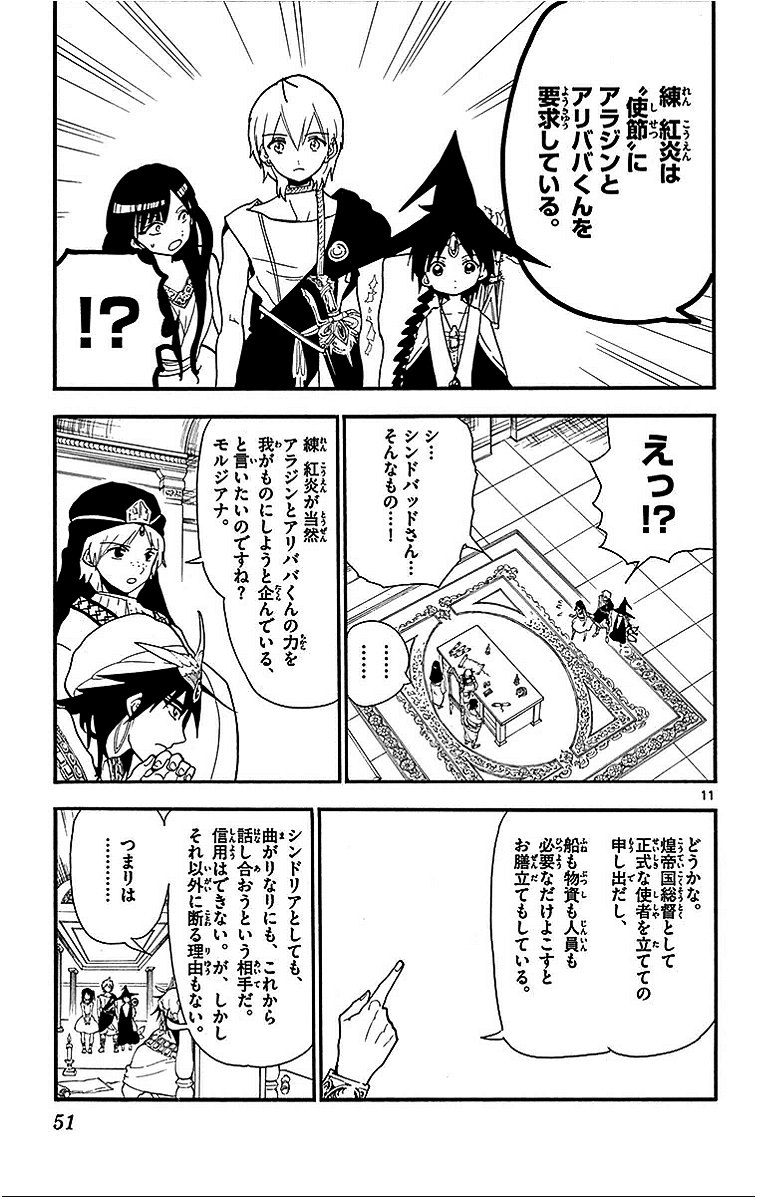 練 紅炎は
〝使節〟に
アラジンと
アリババくんを
要求している。
!?
えっ!?
シ…
シンドバッドさん…
そんなもの…!
………
………
練 紅炎が当然
アラジンとアリババくんの力を
我がものにしようと企んでいる、
と言いたいのですね?
モルジアナ。
11
どうかな。
煌帝国総督として
正式な使者を立てての
申し出だし、
船も物資も人員も
必要なだけよこすと
お膳立てもしている。
シンドリアとしても、
曲がりなりにも、これから
話し合おうという相手だ。
信用はできない。が、しかし
それ以外に断る理由もない。
つまりは
………
51